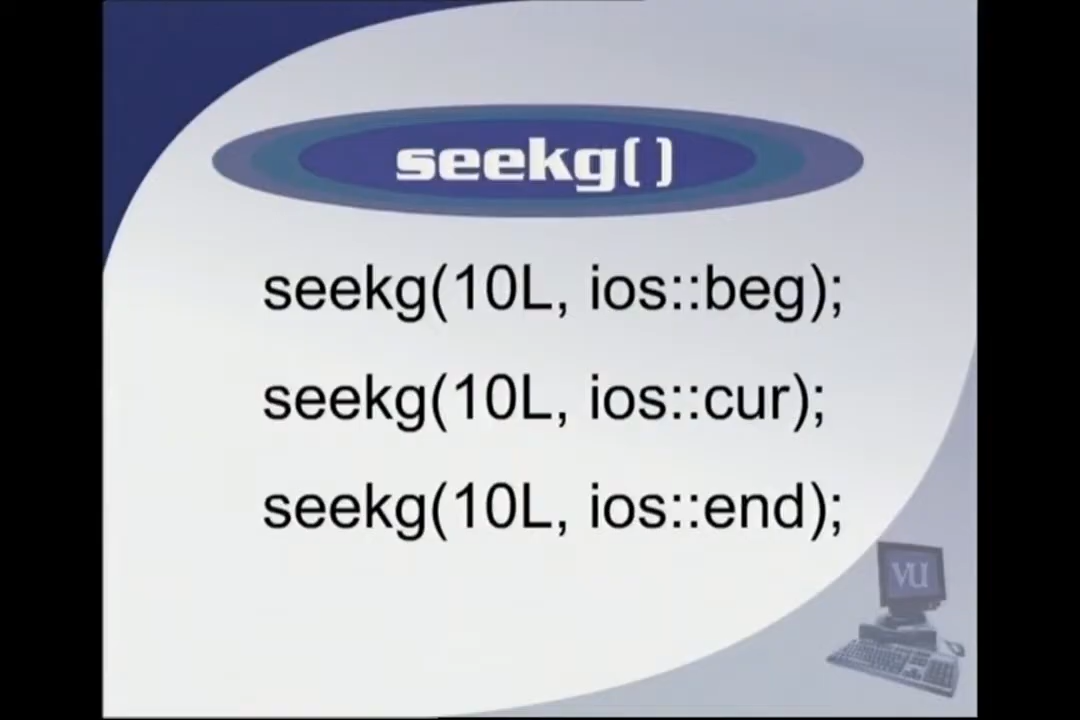 seekg( )
seekg(10L, ios::beg);
seekg(10L, ios::cur);
seekg(10L, ios::end);
VU